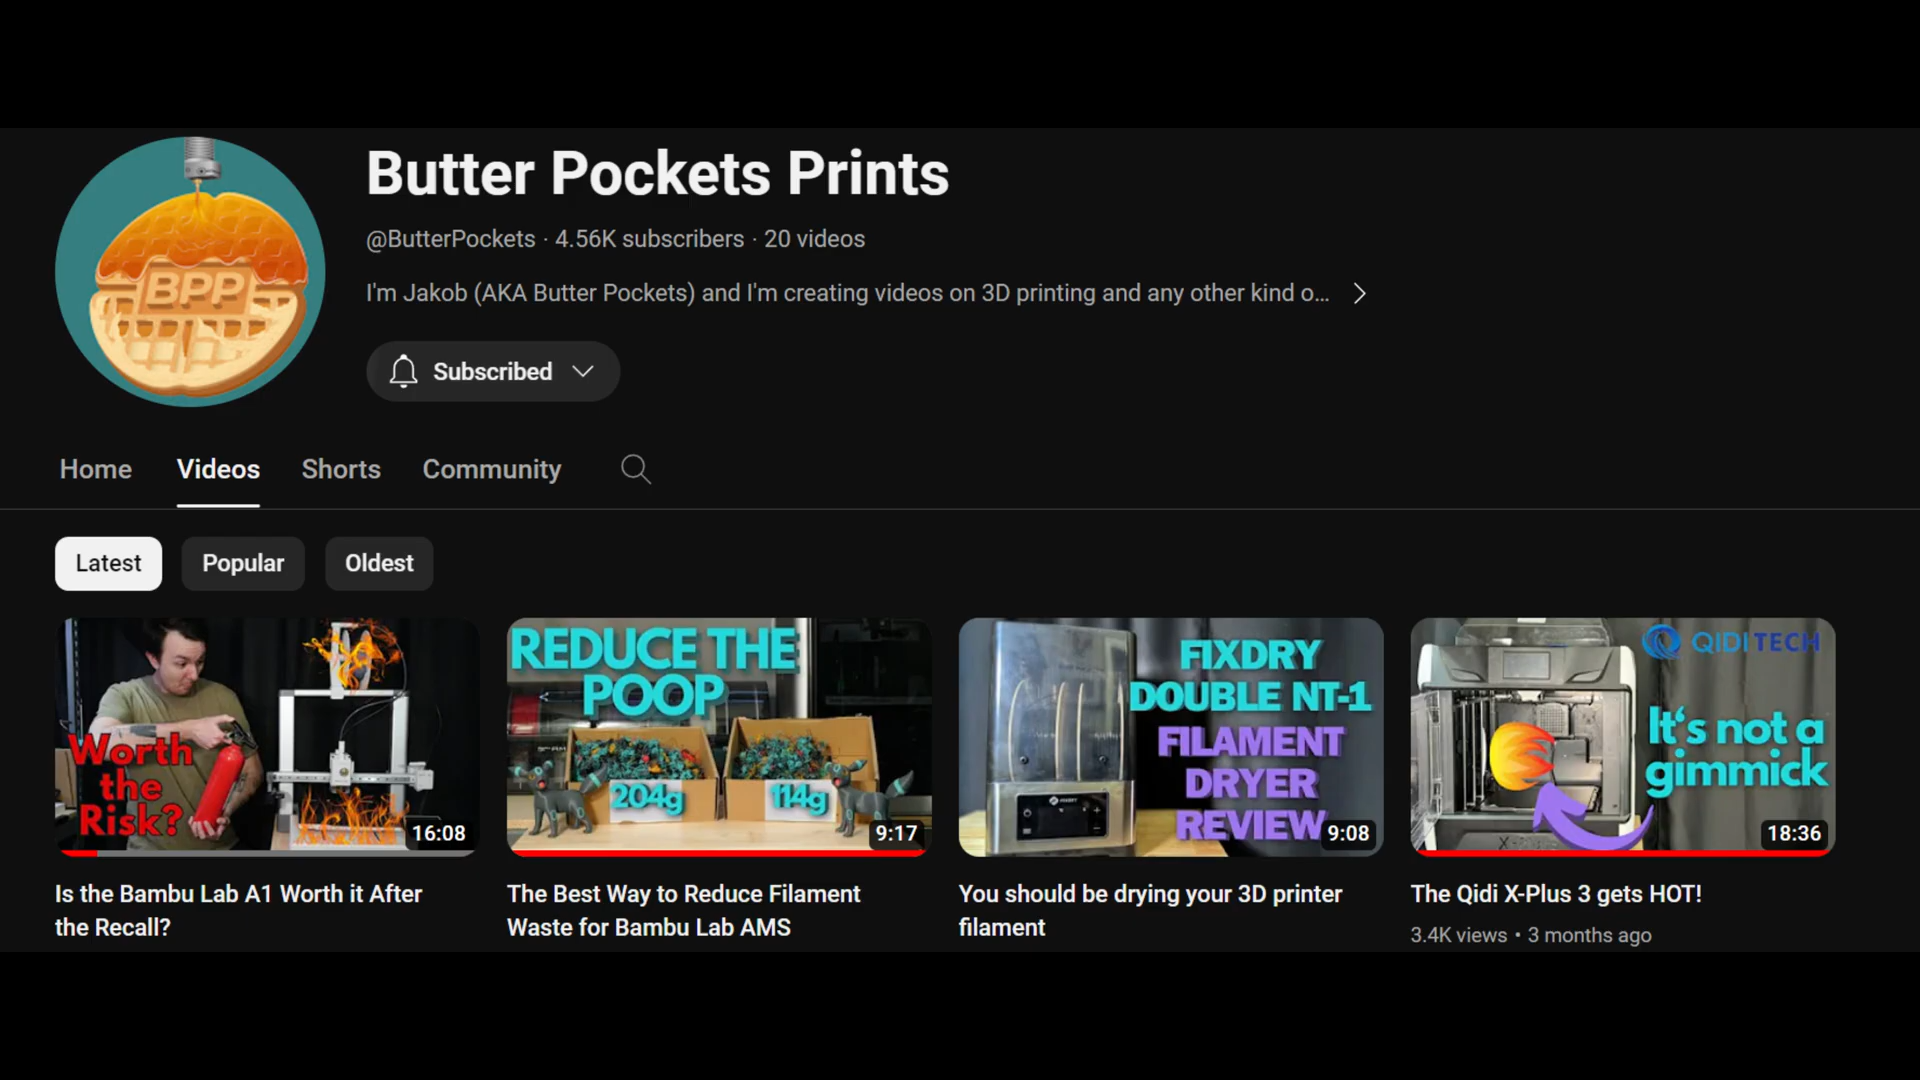 BPP
Butter Pockets Prints
@ButterPockets · 4.56K subscribers · 20 videos
I'm Jakob (AKA Butter Pockets) and I'm creating videos on 3D printing and any other kind o...
Subscribed
Home
Videos
Shorts
Community
Latest
Popular
Oldest
Worth
the
Risk?
16:08
REDUCE THE
POOP
204g
114g
9:17
FIXDRY
DOUBLE NT-1
FILAMENT
DRYER
REVIEW
9:08
QIDI TECH
It's not a
gimmick
18:36
Is the Bambu Lab A1 Worth it After
the Recall?
The Best Way to Reduce Filament
Waste for Bambu Lab AMS
You should be drying your 3D printer
filament
The Qidi X-Plus 3 gets HOT!
3.4K views • 3 months ago